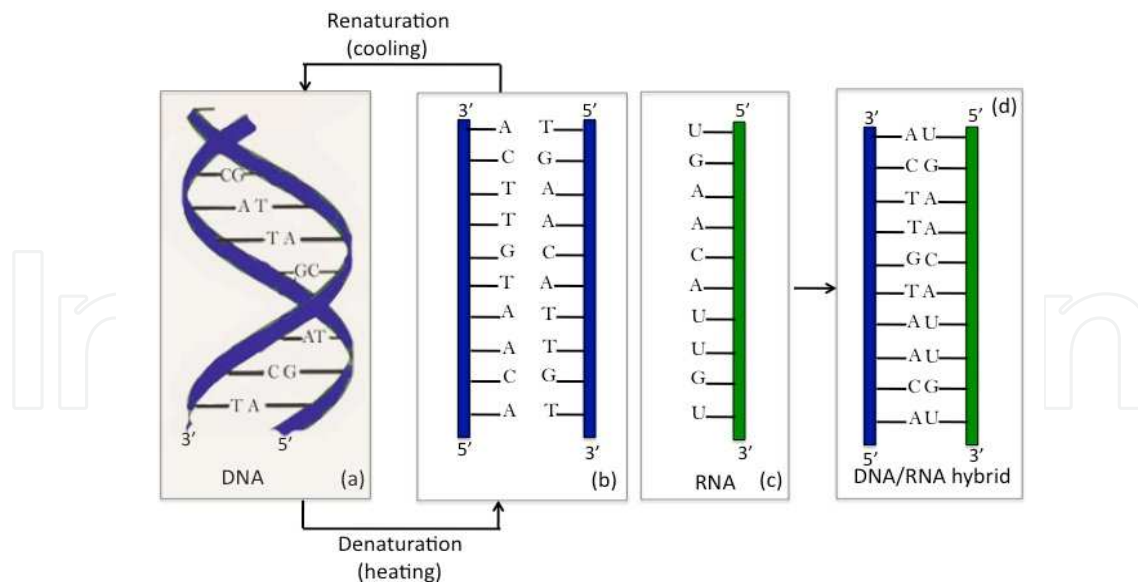 Renaturation
(cooling)
CG
A T
T A
GC
AT
C G
T A
3’ 5’
DNA (a)
3’ 5’
A T
C G
T A
T A
G C
T A
A T
A T
C G
A T
5’ 3’
(b)
5’
U
G
A
A
C
A
U
U
G
U
3’
RNA (c)
(d)
3’ 5’
A U
C G
T A
T A
G C
T A
A U
A U
C G
A U
5’ 3’
DNA/RNA hybrid
Denaturation
(heating)